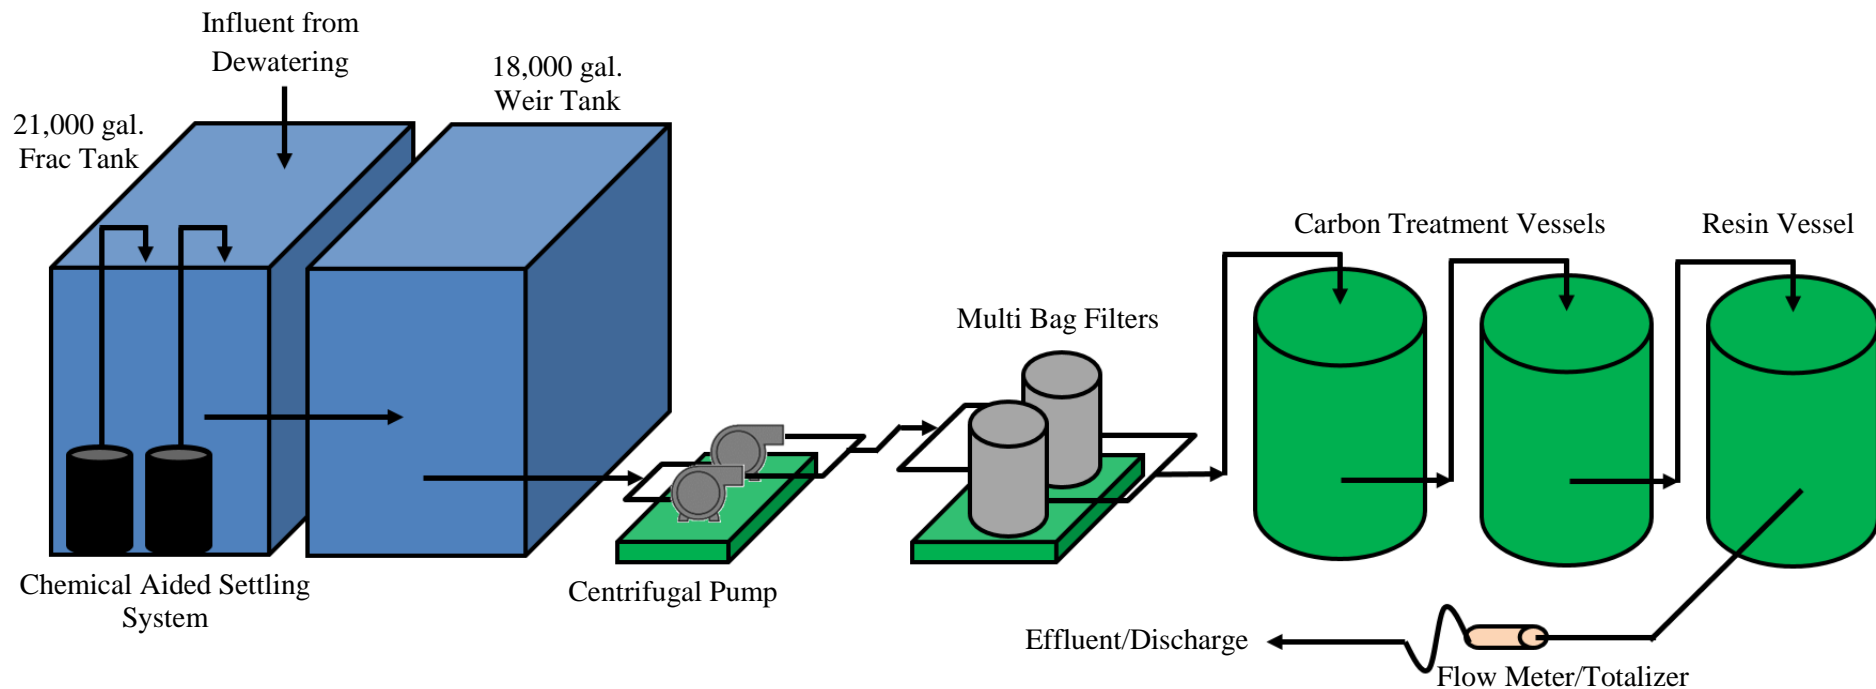 Influent from
Dewatering
21,000 gal.
Frac Tank
18,000 gal.
Weir Tank
Chemical Aided Settling
System
Centrifugal Pump
Multi Bag Filters
Carbon Treatment Vessels
Resin Vessel
Effluent/Discharge
Flow Meter/Totalizer